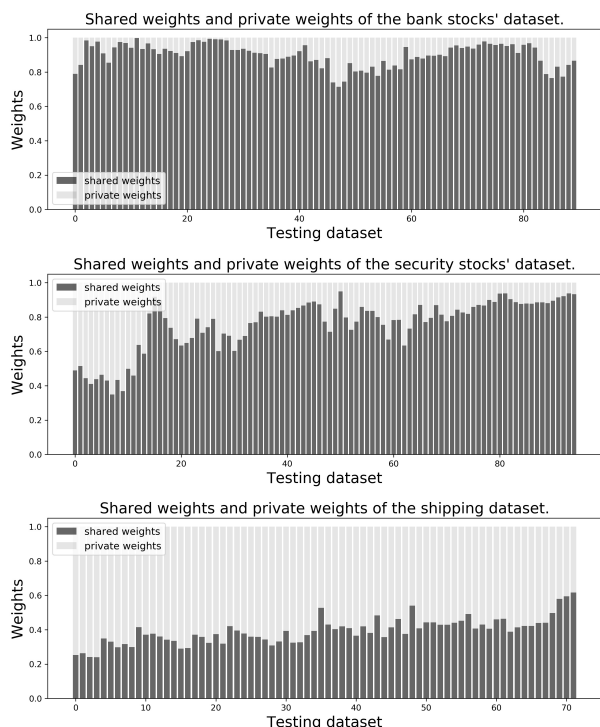 Shared weights and private weights of the bank stocks' dataset.
1.0
0.8
0.6
0.4
0.2
0.0
Weights
shared weights
private weights
0 20 40 60 80
Testing dataset
Shared weights and private weights of the security stocks' dataset.
1.0
0.8
0.6
0.4
0.2
0.0
Weights
shared weights
private weights
0 20 40 60 80
Testing dataset
Shared weights and private weights of the shipping dataset.
1.0
0.8
0.6
0.4
0.2
0.0
Weights
shared weights
private weights
0 10 20 30 40 50 60 70
Testing dataset